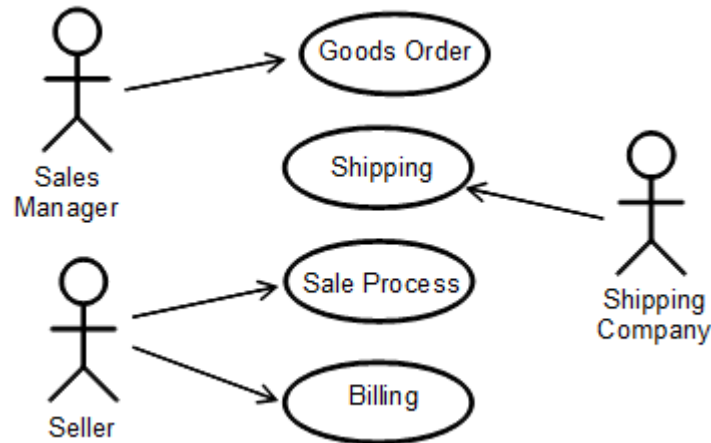 Goods Order
Sales
Manager
Shipping
Shipping
Company
Sale Process
Seller
Billing